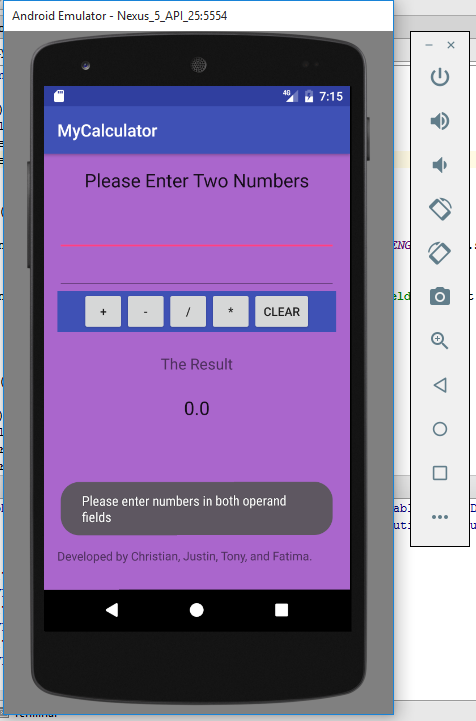 Android Emulator - Nexus_5_API_25:5554
4G 7:15
MyCalculator
Please Enter Two Numbers
+ - / * CLEAR
The Result
0.0
Please enter numbers in both operand
fields
Developed by Christian, Justin, Tony, and Fatima.